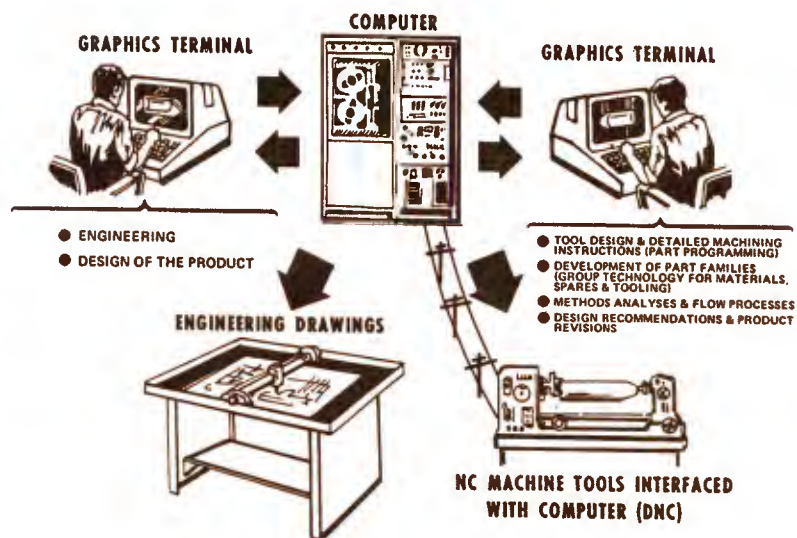 COMPUTER
GRAPHICS TERMINAL
GRAPHICS TERMINAL
● ENGINEERING
● DESIGN OF THE PRODUCT
● TOOL DESIGN & DETAILED MACHINING
INSTRUCTIONS (PART PROGRAMMING)
● DEVELOPMENT OF PART FAMILIES
(GROUP TECHNOLOGY FOR MATERIALS,
SPARES & TOOLING)
● METHODS ANALYSES & FLOW PROCESSES
● DESIGN RECOMMENDATIONS & PRODUCT
REVISIONS
ENGINEERING DRAWINGS
NC MACHINE TOOLS INTERFACED
WITH COMPUTER (DNC)